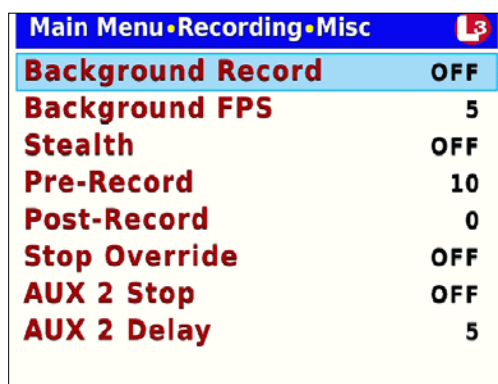 Main Menu•Recording•Misc L3
Background Record OFF
Background FPS 5
Stealth OFF
Pre-Record 10
Post-Record 0
Stop Override OFF
AUX 2 Stop OFF
AUX 2 Delay 5